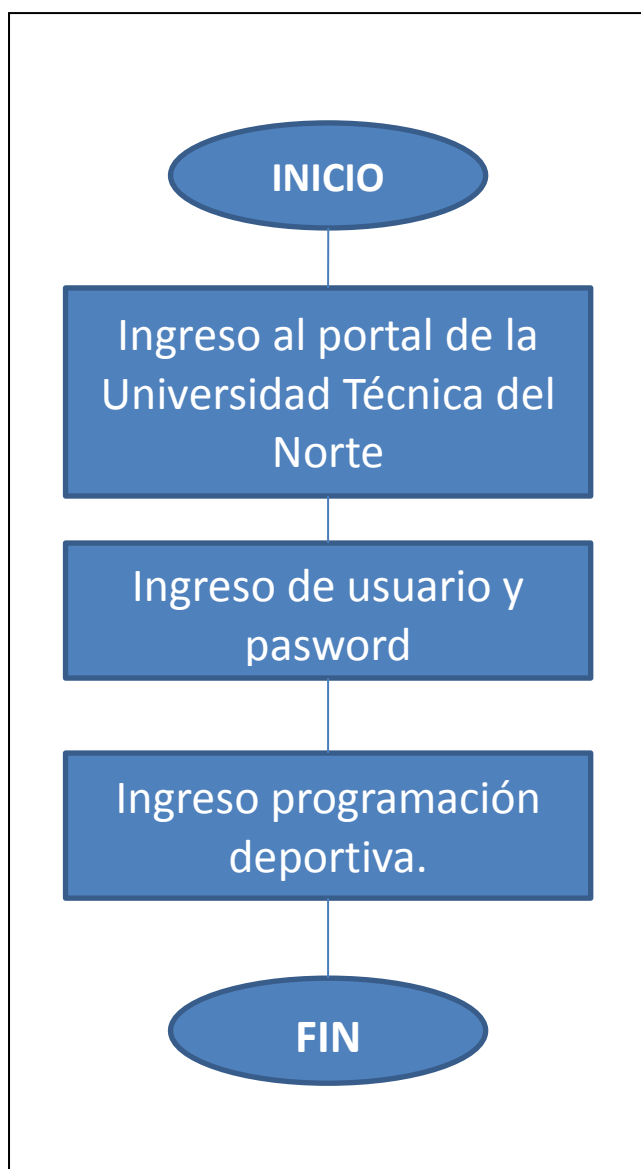 INICIO
Ingreso al portal de la
Universidad Técnica del
Norte
Ingreso de usuario y
pasword
Ingreso programación
deportiva.
FIN